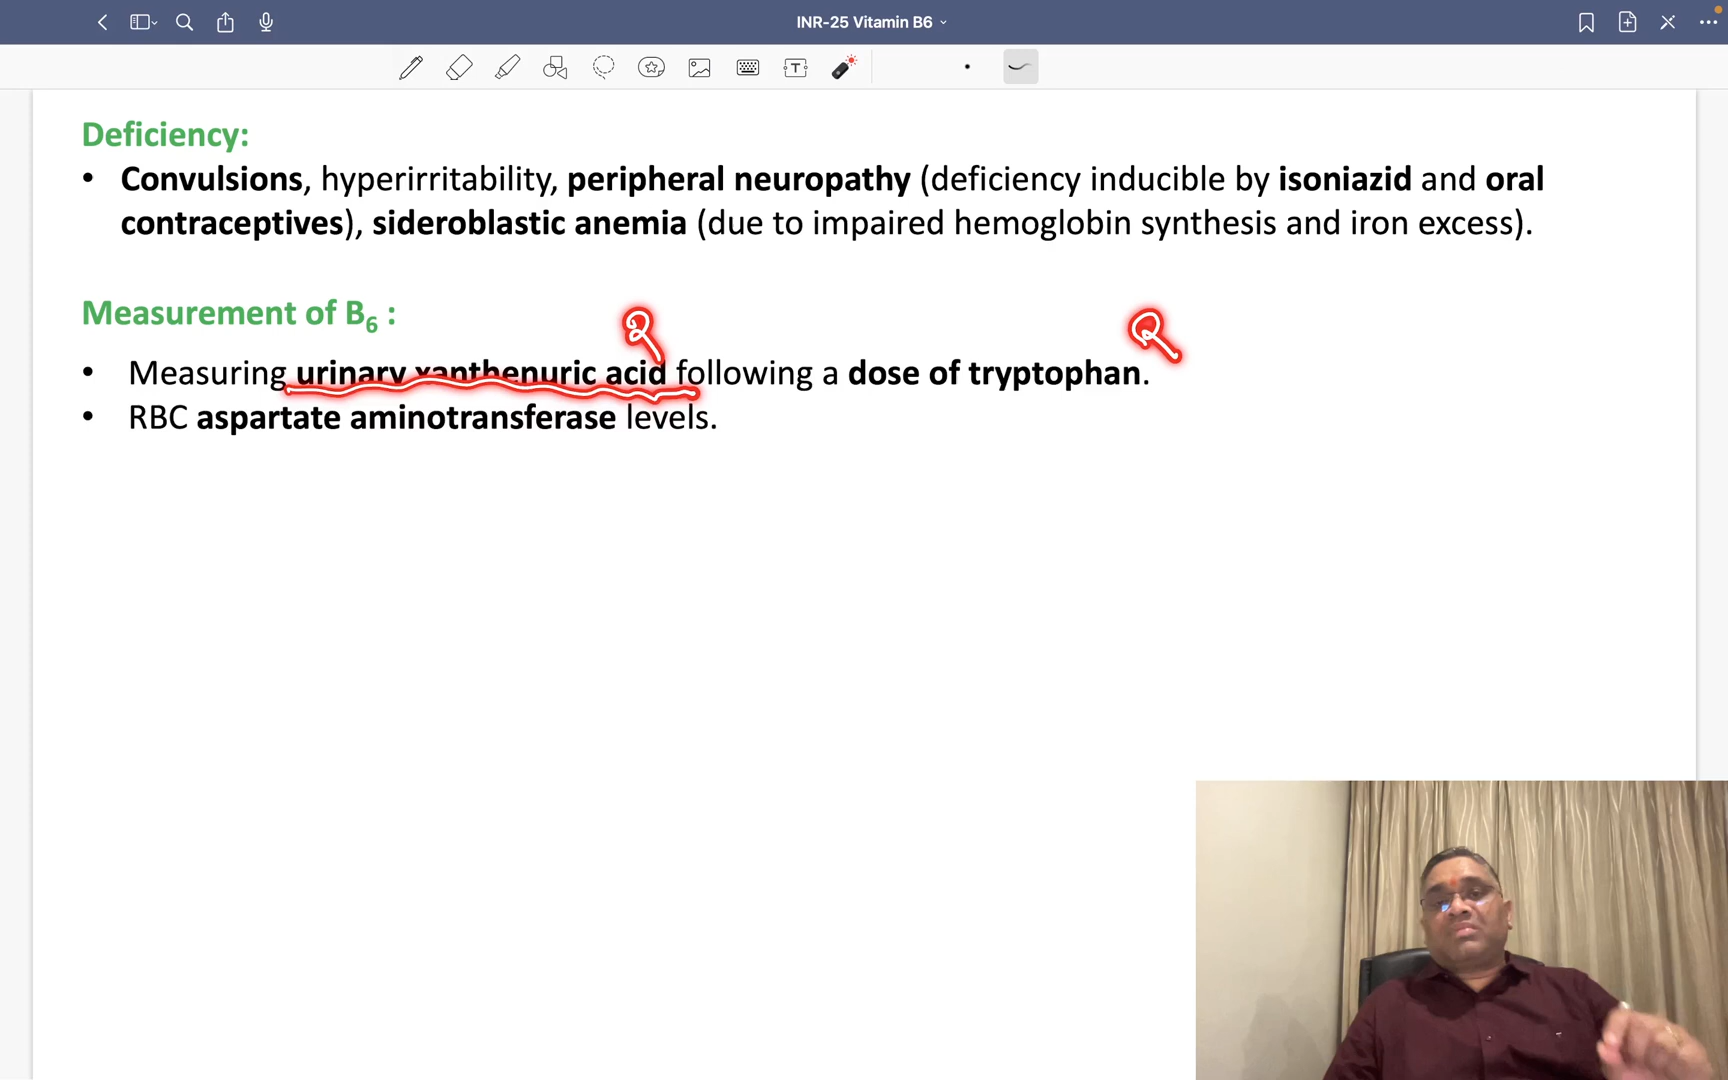 INR-25 Vitamin B6
Deficiency:
• Convulsions, hyperirritability, peripheral neuropathy (deficiency inducible by isoniazid and oral
contraceptives), sideroblastic anemia (due to impaired hemoglobin synthesis and iron excess).
Measurement of B₆ :
• Measuring urinary xanthenuric acid following a dose of tryptophan.
• RBC aspartate aminotransferase levels.